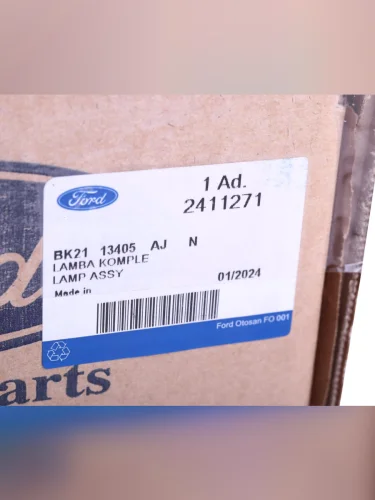 Ford
1 Ad.
2411271
BK21 13405 AJ N
LAMBA KOMPLE
LAMP ASSY
01/2024
Made in
Ford Otosan FO 001
arts